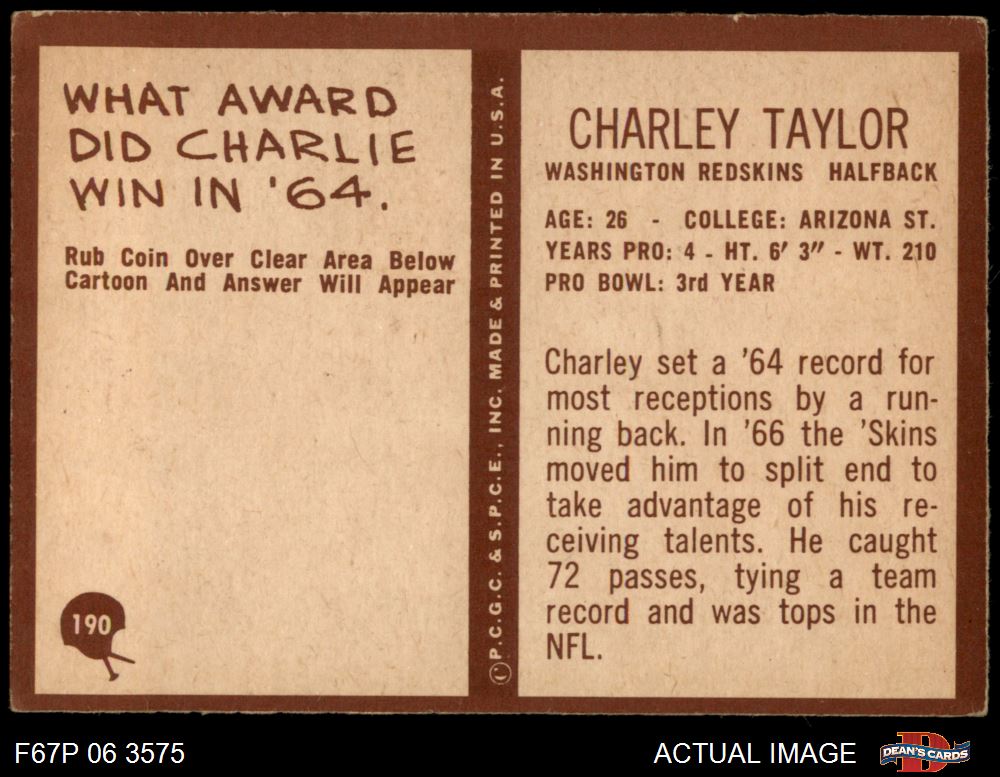 WHAT AWARD
DID CHARLIE
WIN IN '64.
Rub Coin Over Clear Area Below
Cartoon And Answer Will Appear
190
©P.C.G.C. & S.P.C.E., INC. MADE & PRINTED IN U.S.A.
CHARLEY TAYLOR
WASHINGTON REDSKINS HALFBACK
AGE: 26 - COLLEGE: ARIZONA ST.
YEARS PRO: 4 - HT. 6' 3" - WT. 210
PRO BOWL: 3rd YEAR
Charley set a '64 record for
most receptions by a run-
ning back. In '66 the 'Skins
moved him to split end to
take advantage of his re-
ceiving talents. He caught
72 passes, tying a team
record and was tops in the
NFL.
F67P 06 3575
ACTUAL IMAGE
DEAN'S CARDS